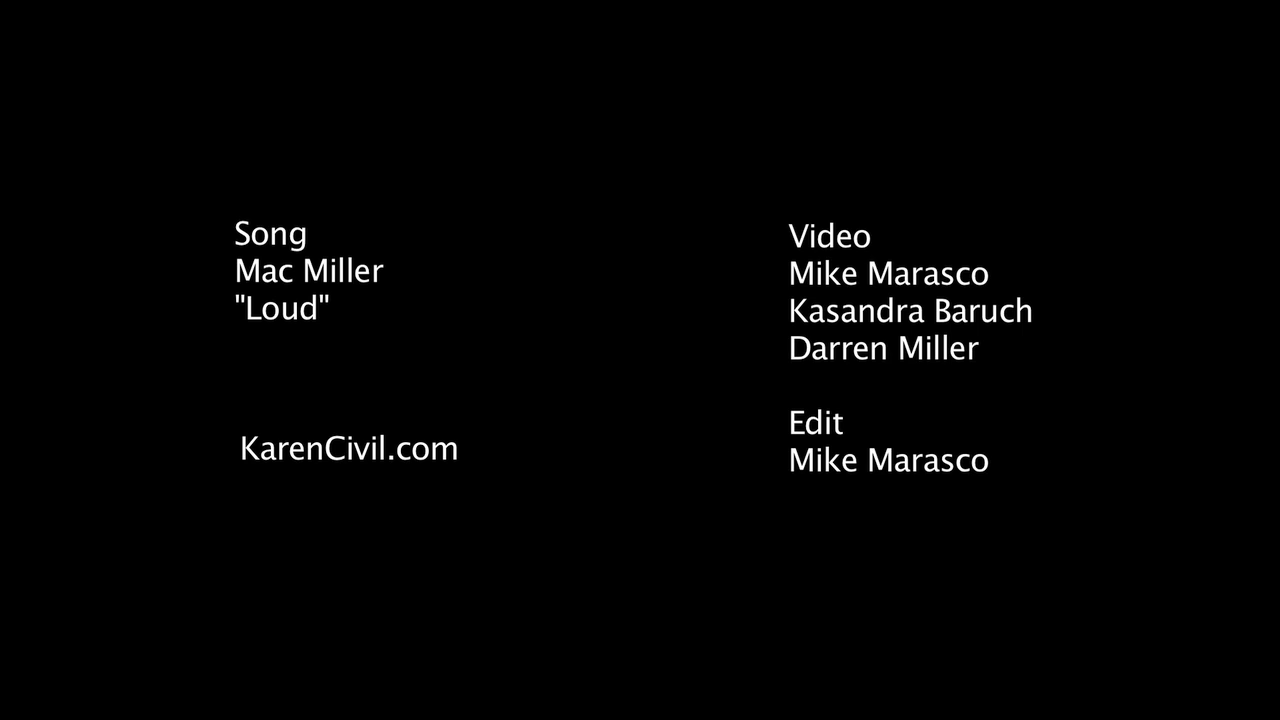 Song
Mac Miller
"Loud"
KarenCivil.com
Video
Mike Marasco
Kasandra Baruch
Darren Miller
Edit
Mike Marasco